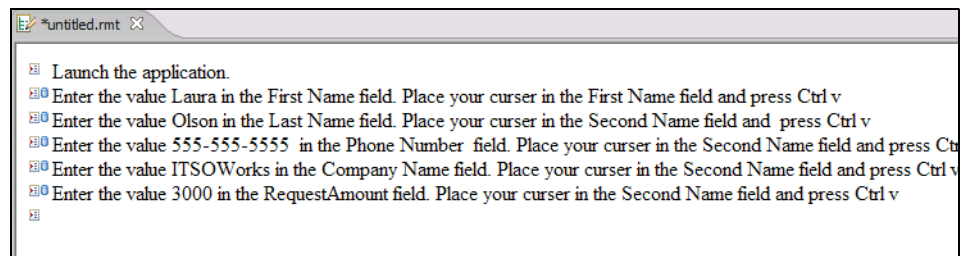 *untitled.rmt
Launch the application.
Enter the value Laura in the First Name field. Place your curser in the First Name field and press Ctrl v
Enter the value Olson in the Last Name field. Place your curser in the Second Name field and  press Ctrl v
Enter the value 555-555-5555  in the Phone Number  field. Place your curser in the Second Name field and press Ctr
Enter the value ITSOWorks in the Company Name field. Place your curser in the Second Name field and press Ctrl v
Enter the value 3000 in the RequestAmount field. Place your curser in the Second Name field and press Ctrl v